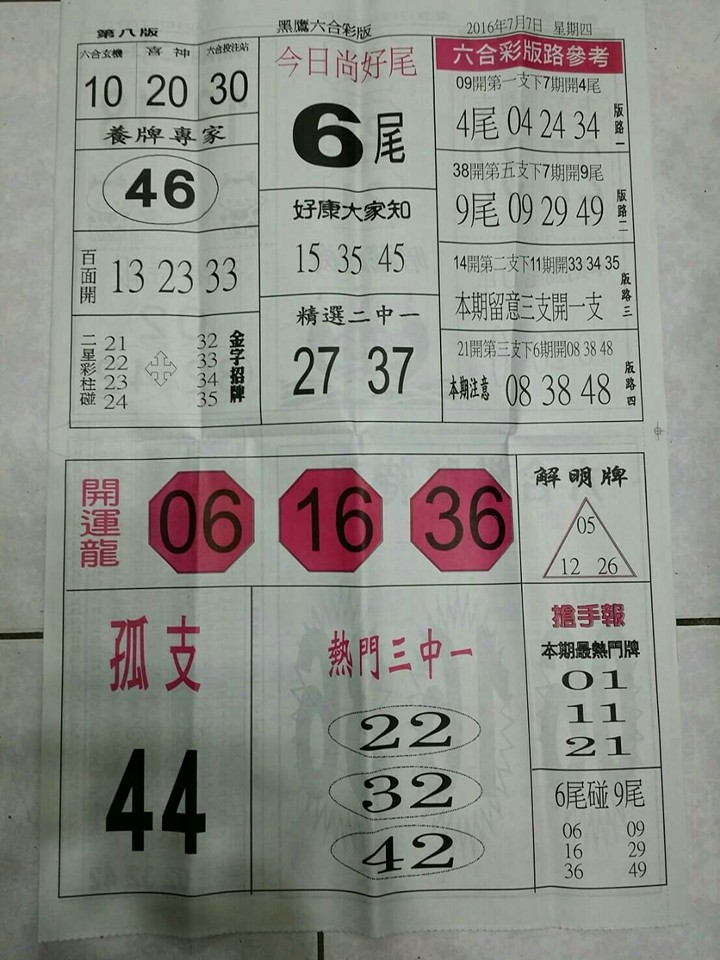 第八版 黑鷹六合彩版 2016年7月7日 星期四
六合玄機 喜神 六合投注站
10 20 30
養牌專家
46
百面開 13 23 33
二星彩柱碰
21
22
23
24
32
33
34
35
金字招牌
今日尚好尾
6尾
好康大家知
15 35 45
精選二中一
27 37
六合彩版路參考
09開第一支下7期開4尾
4尾 04 24 34
版路一
38開第五支下7期開9尾
9尾 09 29 49
版路二
14開第二支下11期開33 34 35
本期留意三支開一支
版路三
21開第三支下6期開08 38 48
本期注意 08 38 48
版路四
開運龍 06 16 36
解明牌
05
12 26
孤支
44
熱門三中一
22
32
42
搶手報
本期最熱門牌
01
11
21
6尾碰9尾
06 09
16 29
36 49